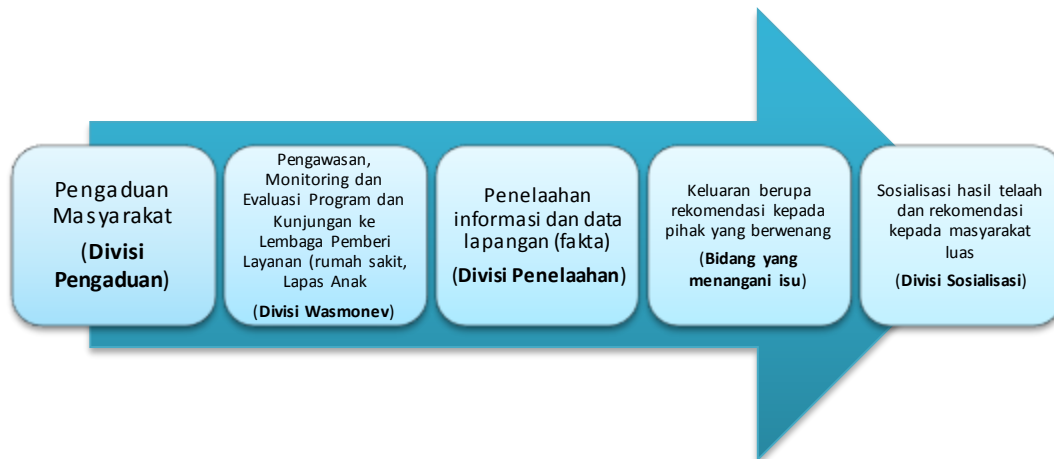 Pengaduan
Masyarakat
(Divisi
Pengaduan)
Pengawasan,
Monitoring dan
Evaluasi Program dan
Kunjungan ke
Lembaga Pemberi
Layanan (rumah sakit,
Lapas Anak
(Divisi Wasmonev)
Penelaahan
informasi dan data
lapangan (fakta)
(Divisi Penelaahan)
Keluaran berupa
rekomendasi kepada
pihak yang berwenang
(Bidang yang
menangani isu)
Sosialisasi hasil telaah
dan rekomendasi
kepada masyarakat
luas
(Divisi Sosialisasi)